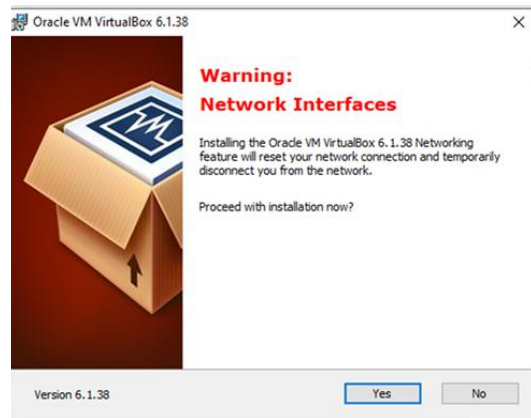 Oracle VM VirtualBox 6.1.38
Warning:
Network Interfaces
Installing the Oracle VM VirtualBox 6.1.38 Networking
feature will reset your network connection and temporarily
disconnect you from the network.
Proceed with installation now?
Version 6.1.38
Yes
No